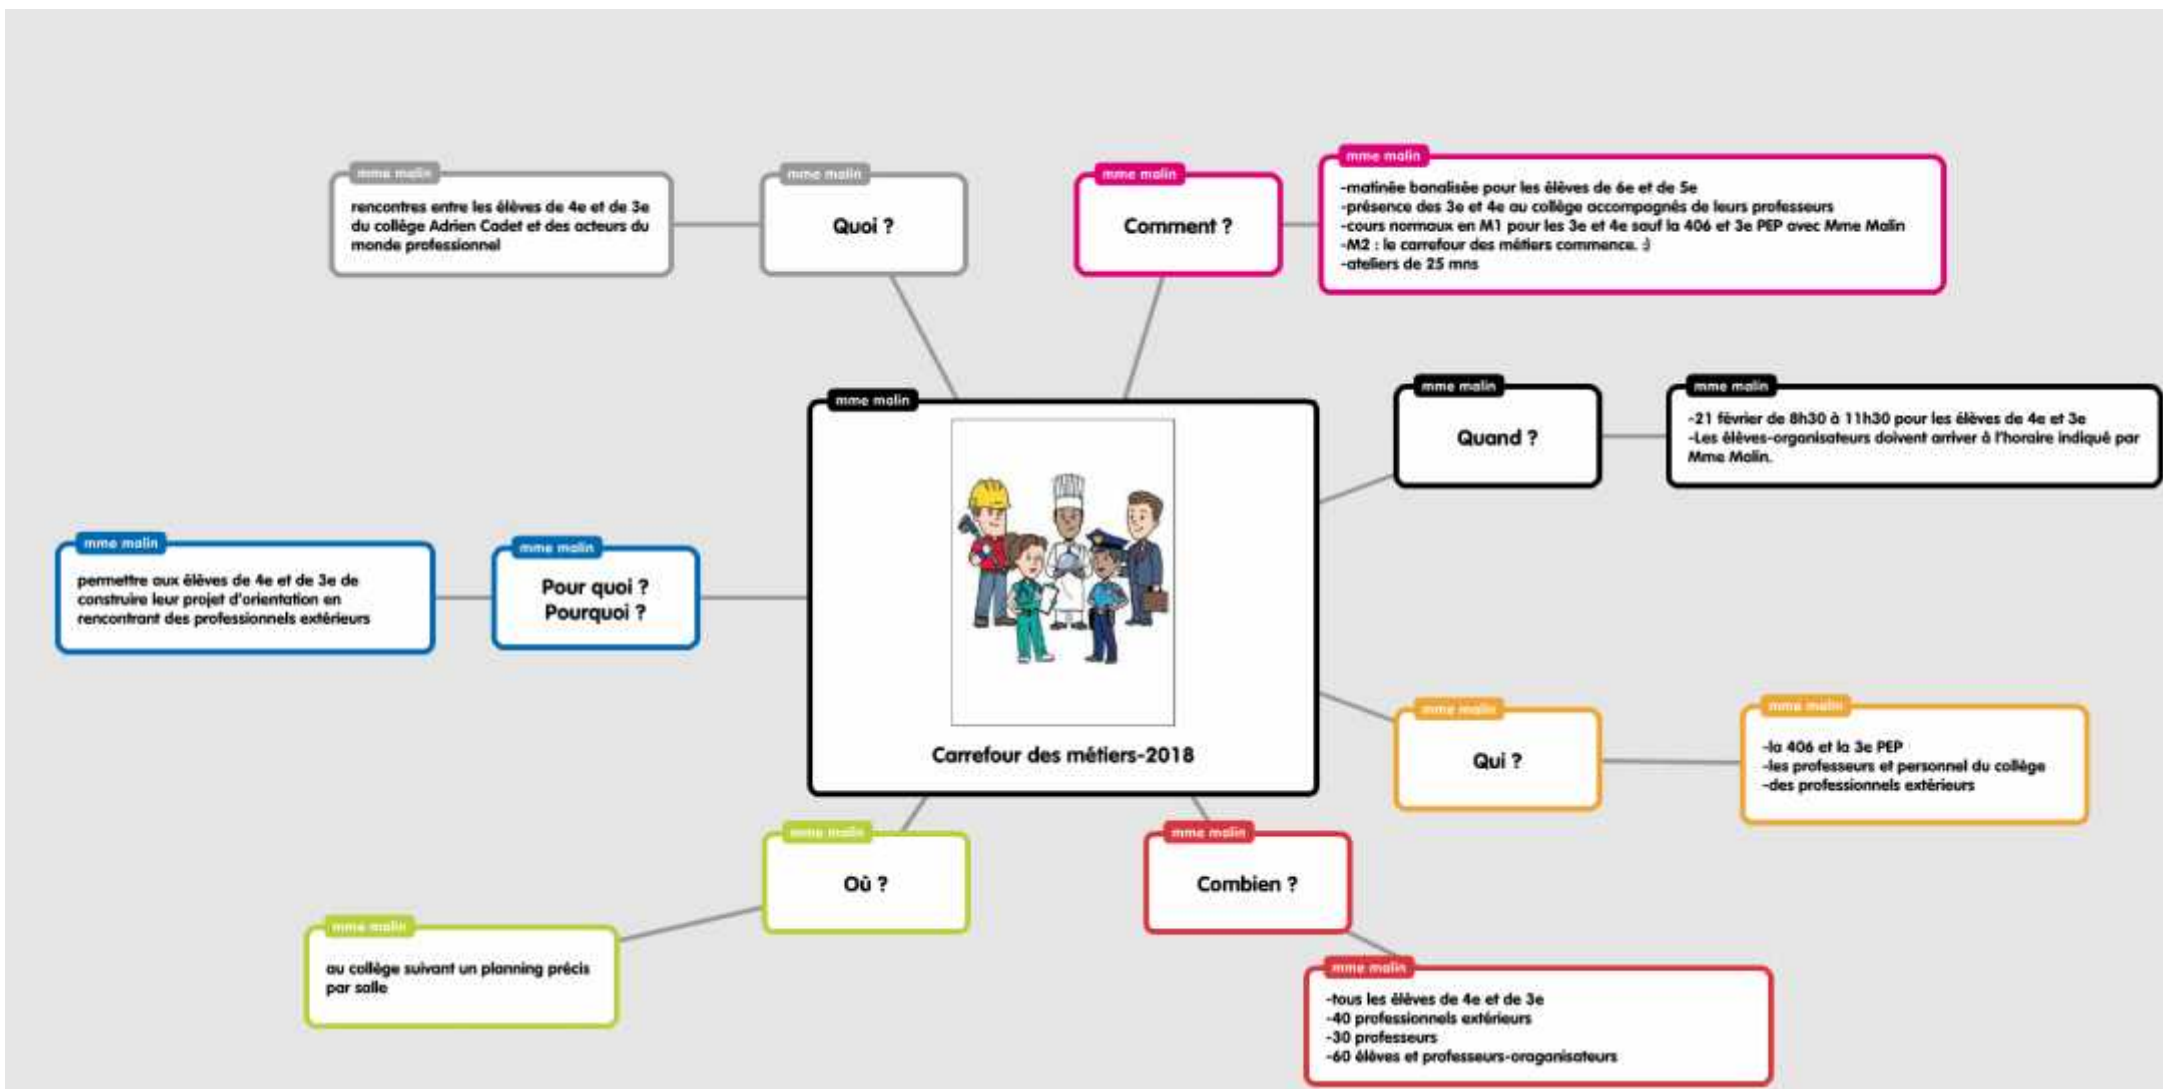 mme malin
rencontres entre les élèves de 4e et de 3e
du collège Adrien Cadet et des acteurs du
monde professionnel
mme malin
Quoi ?
mme malin
Comment ?
mme malin
-matinée banalisée pour les élèves de 6e et de 5e
-présence des 3e et 4e au collège accompagnés de leurs professeurs
-cours normaux en M1 pour les 3e et 4e sauf la 406 et 3e PEP avec Mme Malin
-M2 : le carrefour des métiers commence. :)
-ateliers de 25 mns
mme malin
Quand ?
mme malin
-21 février de 8h30 à 11h30 pour les élèves de 4e et 3e
-Les élèves-organisateurs doivent arriver à l'horaire indiqué par
Mme Malin.
mme malin
Carrefour des métiers-2018
mme malin
permettre aux élèves de 4e et de 3e de
construire leur projet d'orientation en
rencontrant des professionnels extérieurs
mme malin
Pour quoi ?
Pourquoi ?
mme malin
Qui ?
mme malin
-la 406 et la 3e PEP
-les professeurs et personnel du collège
-des professionnels extérieurs
mme malin
Où ?
mme malin
au collège suivant un planning précis
par salle
mme malin
Combien ?
mme malin
-tous les élèves de 4e et de 3e
-40 professionnels extérieurs
-30 professeurs
-60 élèves et professeurs-oraganisateurs